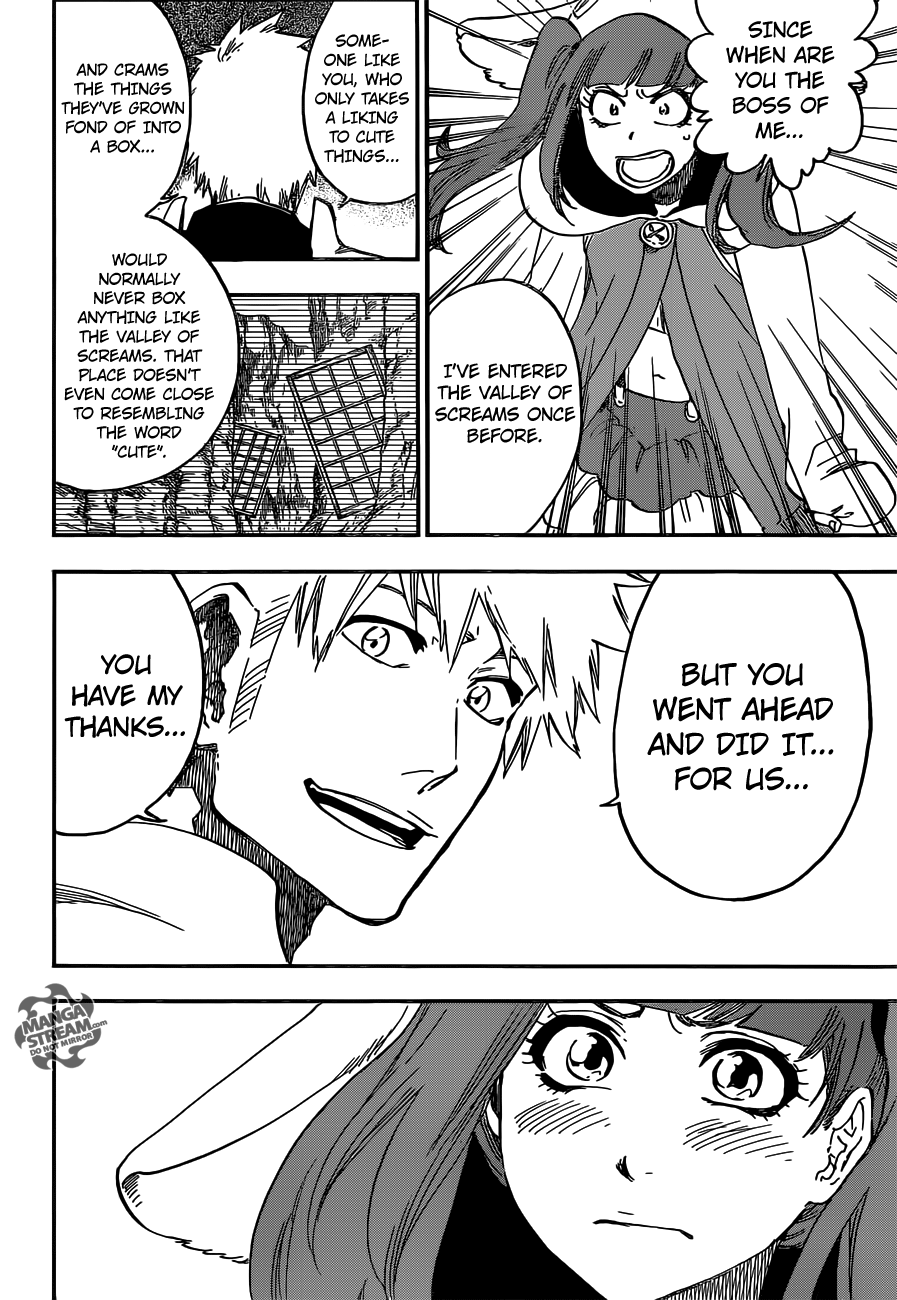 SINCE
WHEN ARE
YOU THE
BOSS OF
ME...
I'VE ENTERED
THE VALLEY OF
SCREAMS ONCE
BEFORE.
SOME-
ONE LIKE
YOU, WHO
ONLY TAKES
A LIKING
TO CUTE
THINGS...
AND CRAMS
THE THINGS
THEY'VE GROWN
FOND OF INTO
A BOX...
WOULD
NORMALLY
NEVER BOX
ANYTHING LIKE
THE VALLEY OF
SCREAMS. THAT
PLACE DOESN'T
EVEN COME CLOSE
TO RESEMBLING
THE WORD
"CUTE".
BUT YOU
WENT AHEAD
AND DID IT...
FOR US...
YOU
HAVE MY
THANKS...
MANGA
STREAM.com
DO NOT MIRROR